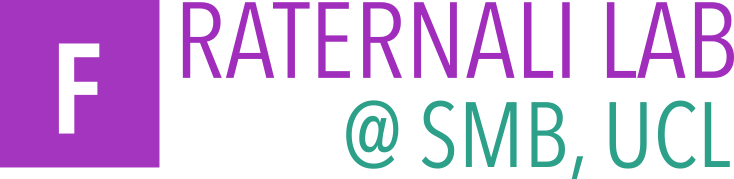 FRATERNALI LAB
@ SMB, UCL